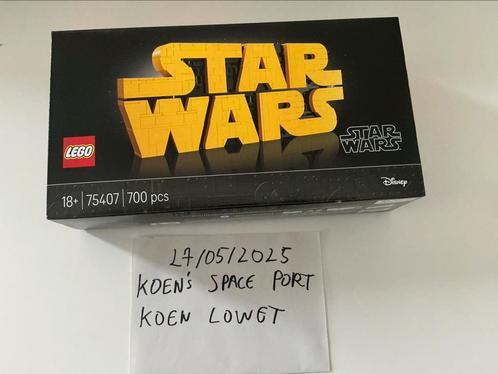 STAR
WARS
LEGO
STAR
WARS
18+ 75407 700 pcs
Disney
27/05/2025
KOEN'S SPACE PORT
KOEN LOWET